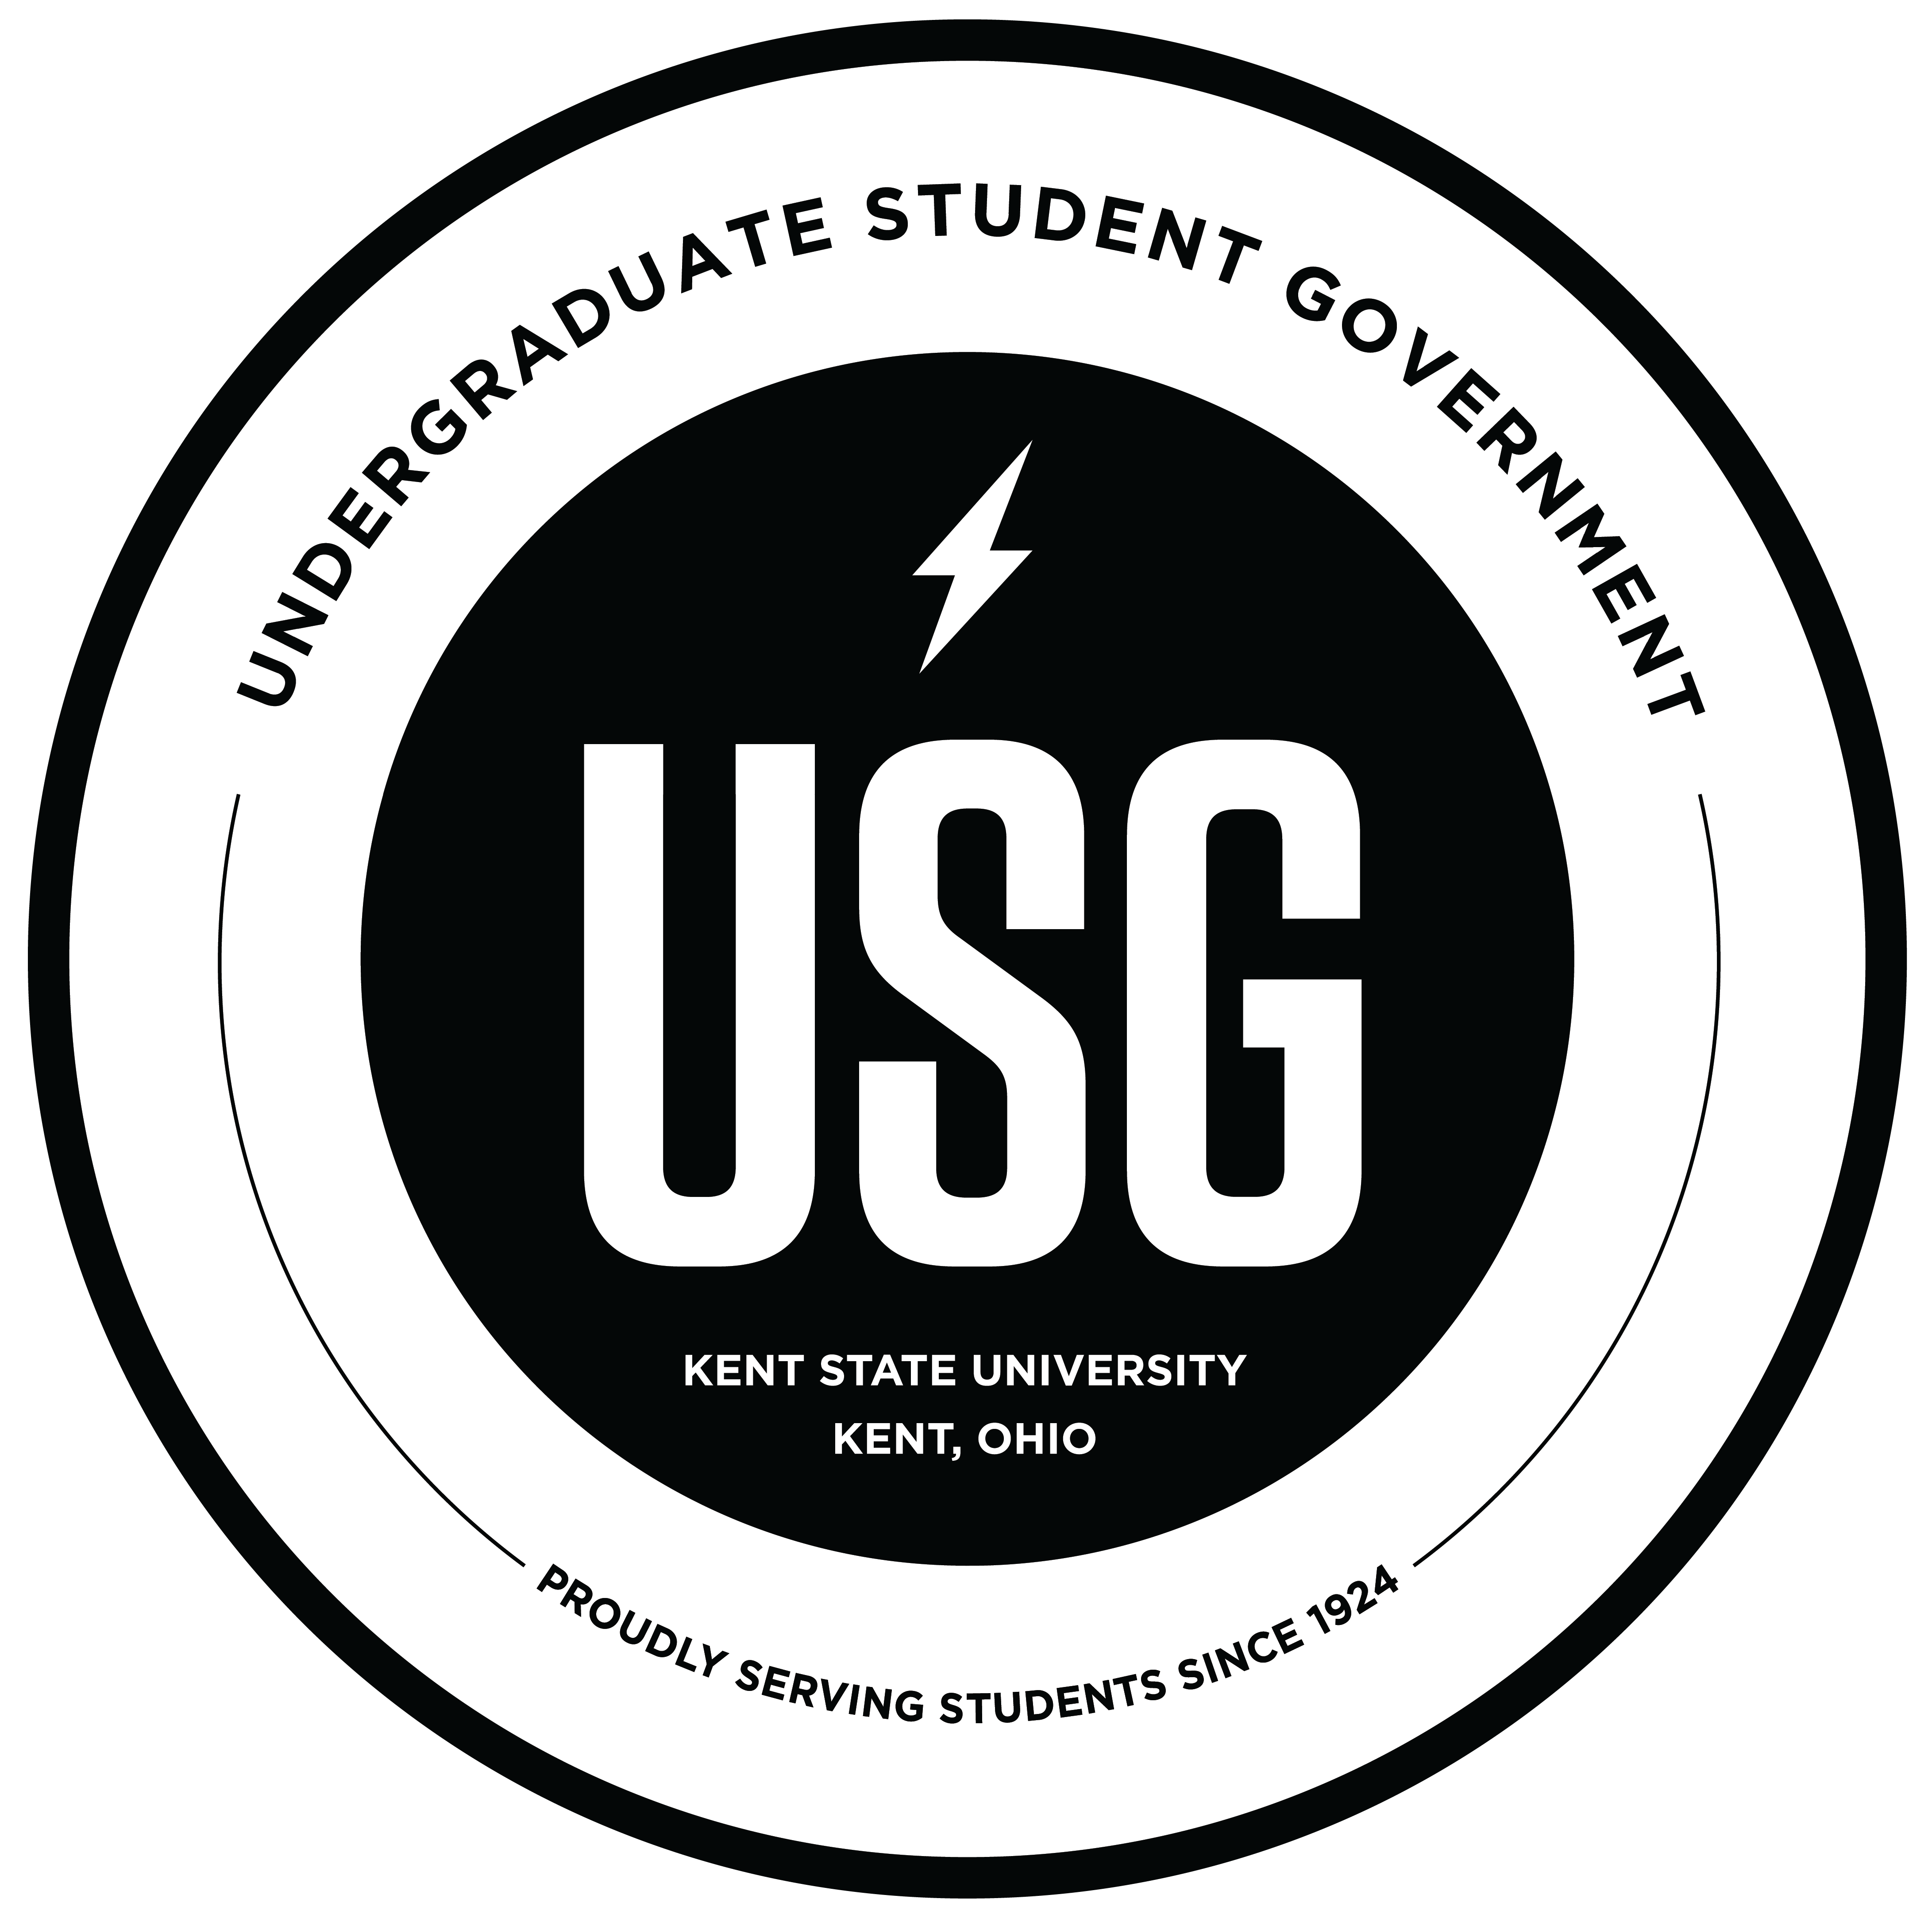 UNDERGRADUATE STUDENT GOVERNMENT
USG
KENT STATE UNIVERSITY
KENT, OHIO
PROUDLY SERVING STUDENTS SINCE 1924